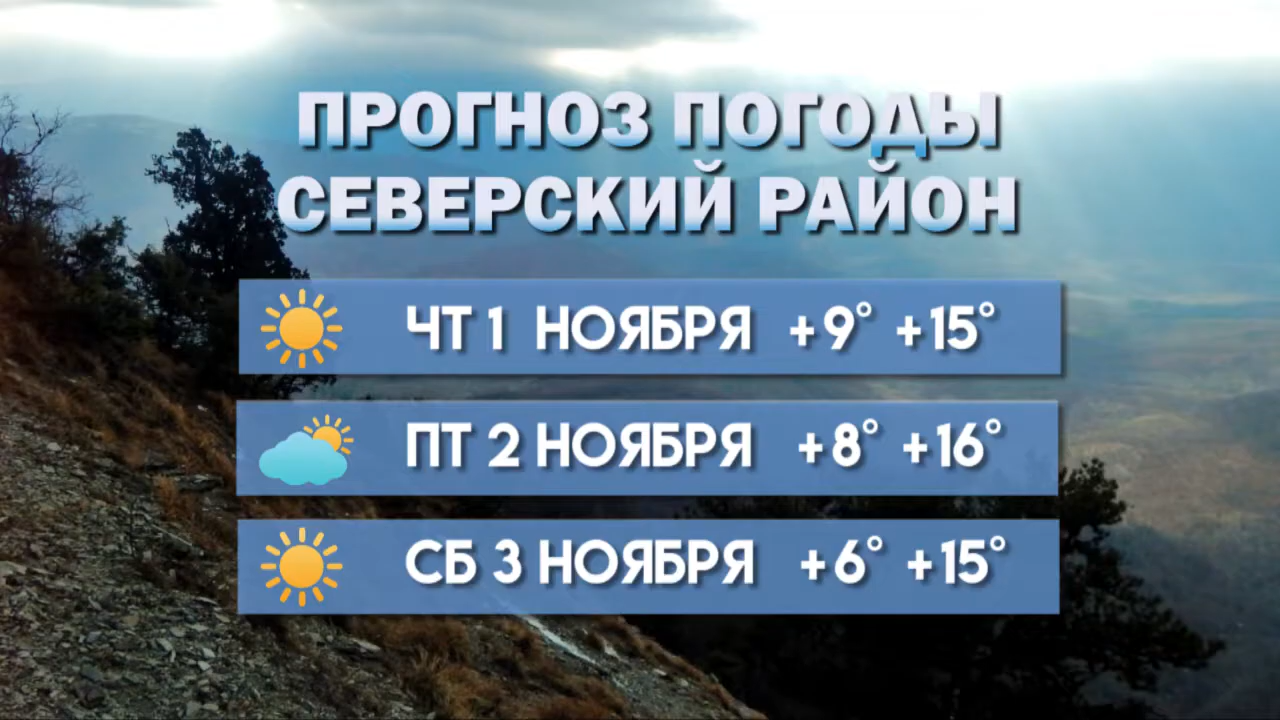 ПРОГНОЗ ПОГОДЫ
СЕВЕРСКИЙ РАЙОН
ЧТ 1 НОЯБРЯ +9° +15°
ПТ 2 НОЯБРЯ +8° +16°
СБ 3 НОЯБРЯ +6° +15°